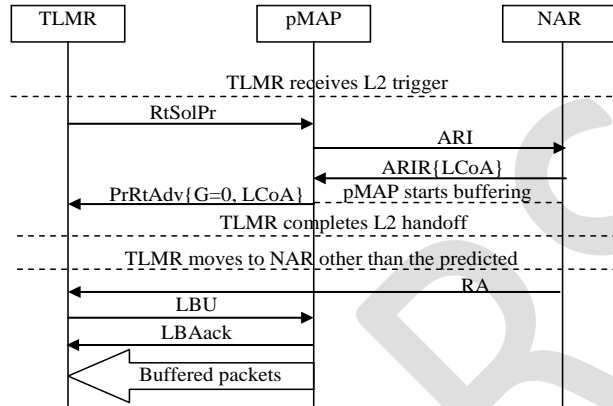 TLMR pMAP NAR
TLMR receives L2 trigger
RtSolPr
ARI
ARIR{LCoA}
PrRtAdv{G=0, LCoA} pMAP starts buffering
TLMR completes L2 handoff
TLMR moves to NAR other than the predicted
RA
LBU
LBAack
Buffered packets